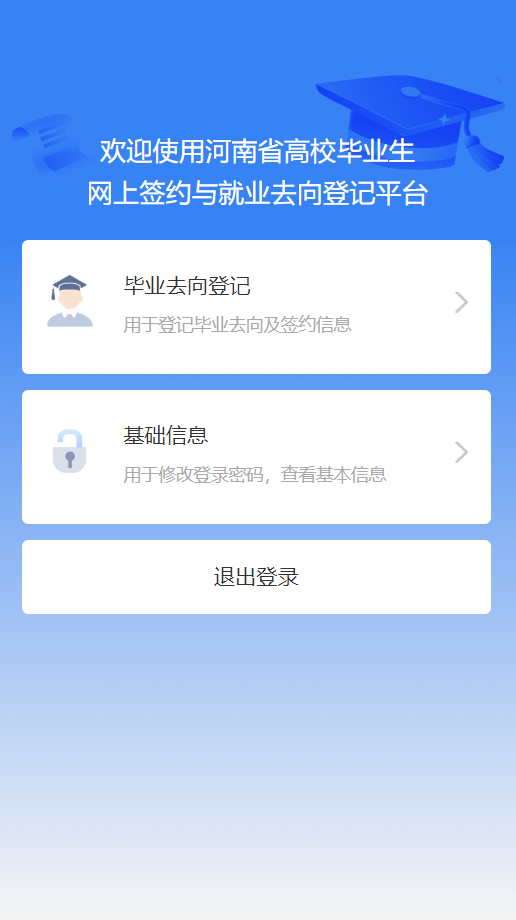 欢迎使用河南省高校毕业生
网上签约与就业去向登记平台
毕业去向登记
用于登记毕业去向及签约信息
基础信息
用于修改登录密码，查看基本信息
退出登录